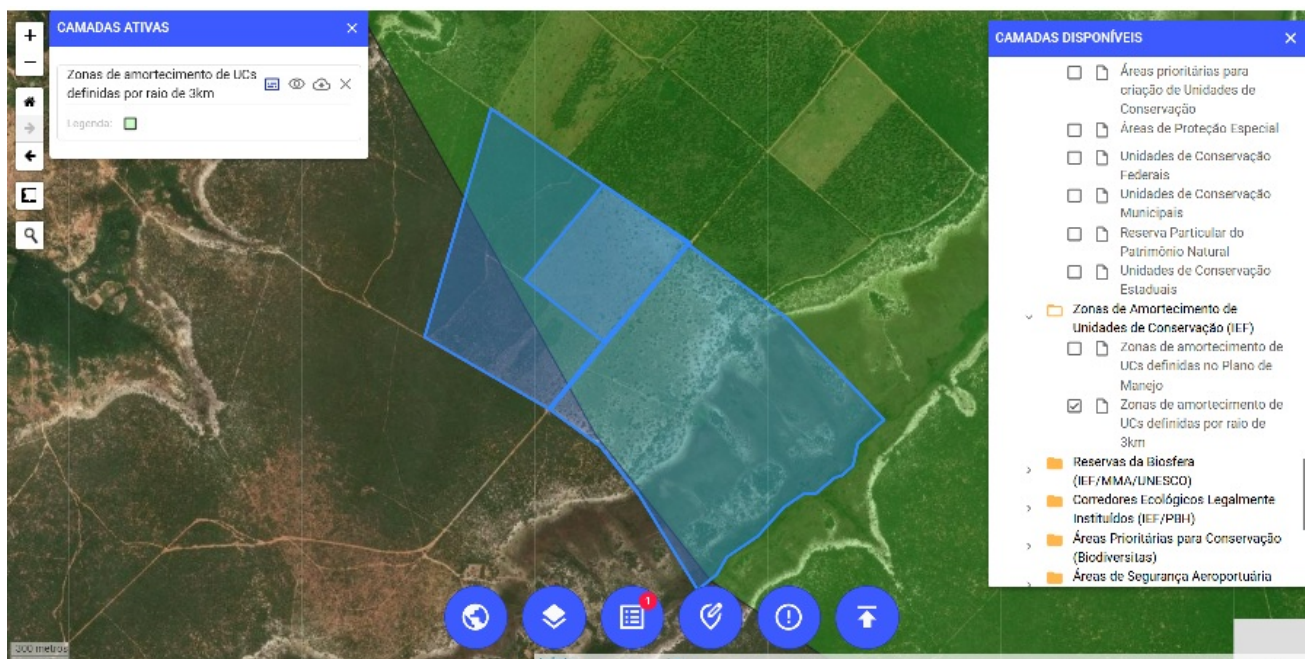 CAMADAS ATIVAS
Zonas de amortecimento de UCs
definidas por raio de 3km
Legenda:
300 metros
1
CAMADAS DISPONÍVEIS
Áreas prioritárias para
criação de Unidades de
Conservação
Áreas de Proteção Especial
Unidades de Conservação
Federais
Unidades de Conservação
Municipais
Reserva Particular do
Patrimônio Natural
Unidades de Conservação
Estaduais
Zonas de Amortecimento de
Unidades de Conservação (IEF)
Zonas de amortecimento de
UCs definidas no Plano de
Manejo
Zonas de amortecimento de
UCs definidas por raio de
3km
Reservas da Biosfera
(IEF/MMA/UNESCO)
Corredores Ecológicos Legalmente
Instituídos (IEF/PBH)
Áreas Prioritárias para Conservação
(Biodiversitas)
Áreas de Segurança Aeroportuária